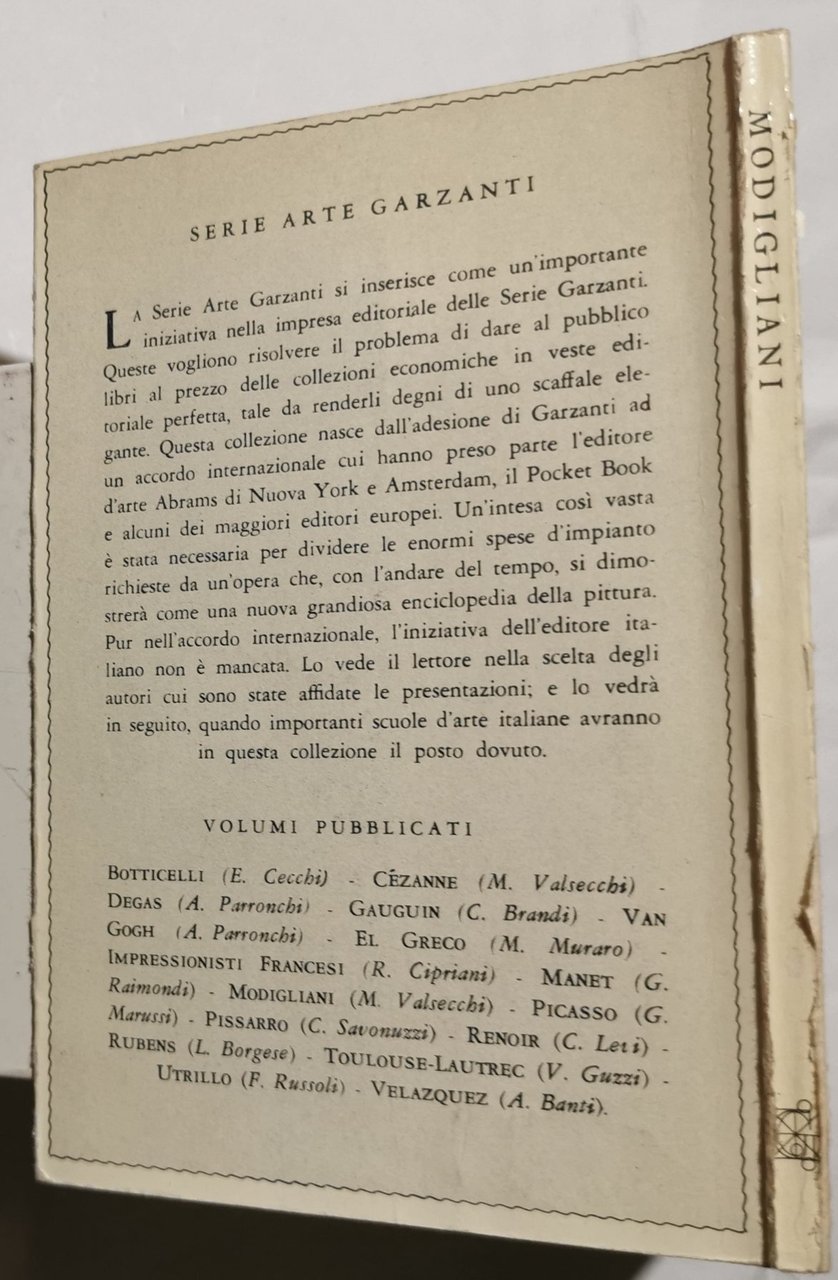 SERIE ARTE GARZANTI
LA Serie Arte Garzanti si inserisce come un'importante
iniziativa nella impresa editoriale delle Serie Garzanti.
Queste vogliono risolvere il problema di dare al pubblico
libri al prezzo delle collezioni economiche in veste edi-
toriale perfetta, tale da renderli degni di uno scaffale ele-
gante. Questa collezione nasce dall'adesione di Garzanti ad
un accordo internazionale cui hanno preso parte l'editore
d'arte Abrams di Nuova York e Amsterdam, il Pocket Book
e alcuni dei maggiori editori europei. Un'intesa così vasta
è stata necessaria per dividere le enormi spese d'impianto
richieste da un'opera che, con l'andare del tempo, si dimo-
strerà come una nuova grandiosa enciclopedia della pittura.
Pur nell'accordo internazionale, l'iniziativa dell'editore ita-
liano non è mancata. Lo vede il lettore nella scelta degli
autori cui sono state affidate le presentazioni; e lo vedrà
in seguito, quando importanti scuole d'arte italiane avranno
in questa collezione il posto dovuto.
VOLUMI PUBBLICATI
BOTTICELLI (E. Cecchi) - CÉZANNE (M. Valsecchi) -
DEGAS (A. Parronchi) - GAUGUIN (C. Brandi) - VAN
GOGH (A. Parronchi) - EL GRECO (M. Muraro) -
IMPRESSIONISTI FRANCESI (R. Cipriani) - MANET (G.
Raimondi) - MODIGLIANI (M. Valsecchi) - PICASSO (G.
Marussi) - PISSARRO (C. Savonuzzi) - RENOIR (C. Leti) -
RUBENS (L. Borgese) - TOULOUSE-LAUTREC (V. Guzzi) -
UTRILLO (F. Russoli) - VELAZQUEZ (A. Banti).
MODIGLIANI